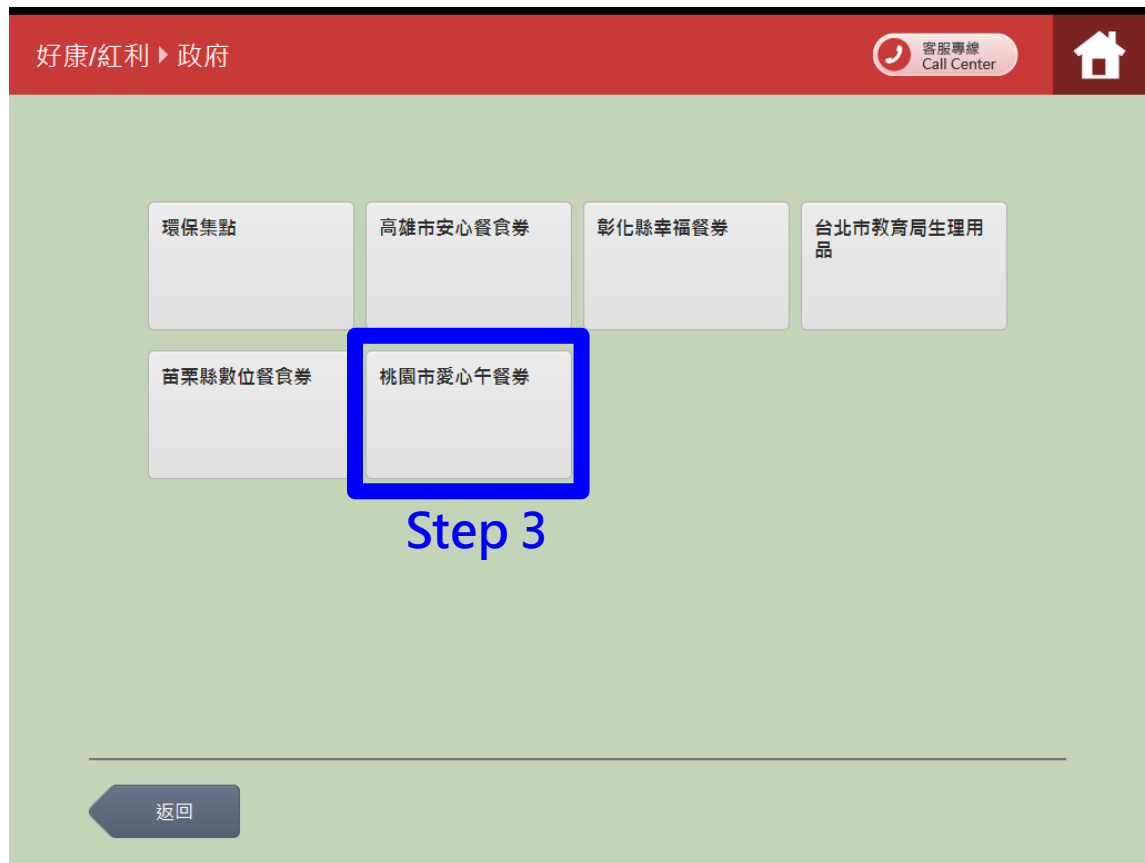 好康/紅利▶政府
客服專線
Call Center
環保集點
高雄市安心餐食券
彰化縣幸福餐券
台北市教育局生理用
品
苗栗縣數位餐食券
桃園市愛心午餐券
Step 3
返回